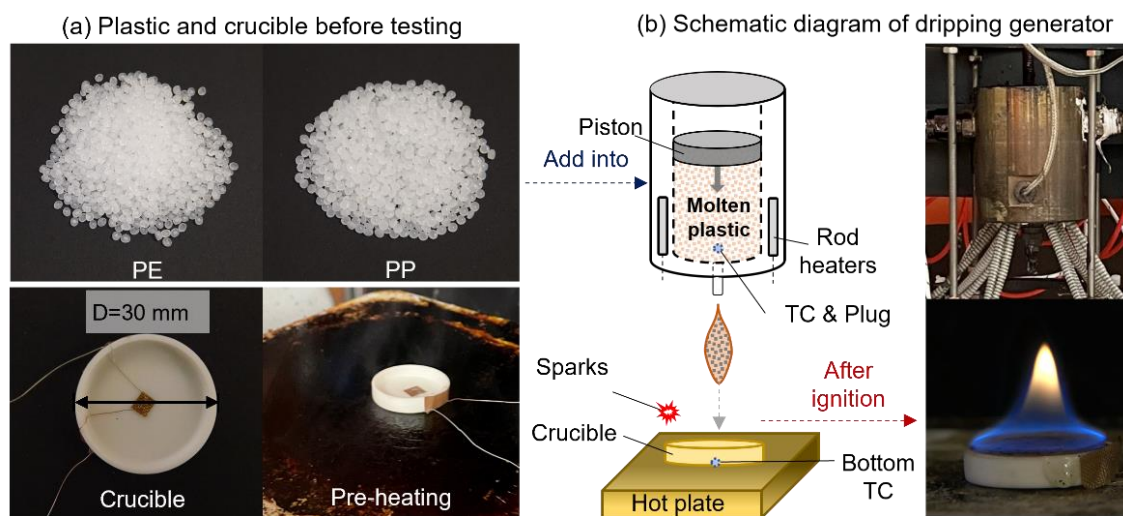 (a) Plastic and crucible before testing
PE
PP
D=30 mm
Crucible
Pre-heating
(b) Schematic diagram of dripping generator
Add into
Piston
Molten
plastic
Rod
heaters
TC & Plug
Sparks
After
ignition
Crucible
Bottom
TC
Hot plate